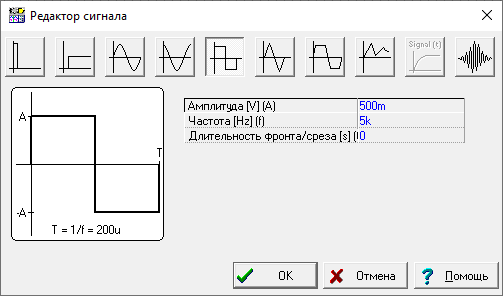 Редактор сигнала
Signal (t)
Амплитуда [V] (A) 500m
Частота [Hz] (f) 5k
Длительность фронта/среза [s] ( 0
A
T
-A
T = 1/f = 200u
OK Отмена Помощь